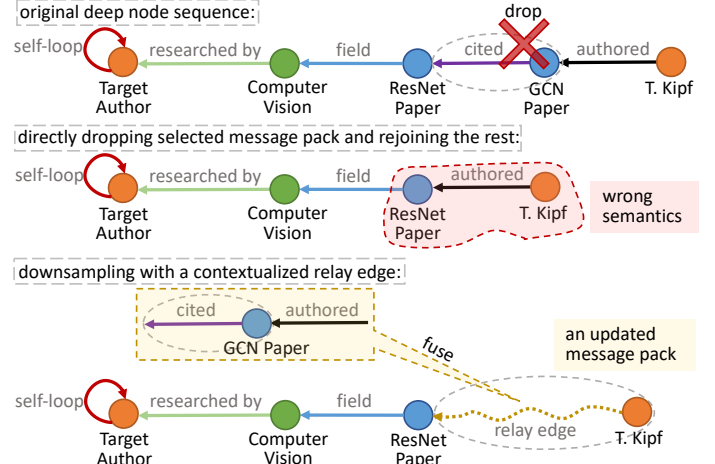 original deep node sequence:
drop
self-loop
researched by
field
cited
authored
Target
Author
Computer
Vision
ResNet
Paper
GCN
Paper
T. Kipf
directly dropping selected message pack and rejoining the rest:
self-loop
researched by
field
authored
Target
Author
Computer
Vision
ResNet
Paper
T. Kipf
wrong
semantics
downsampling with a contextualized relay edge:
cited
authored
GCN Paper
fuse
an updated
message pack
self-loop
researched by
field
relay edge
Target
Author
Computer
Vision
ResNet
Paper
T. Kipf